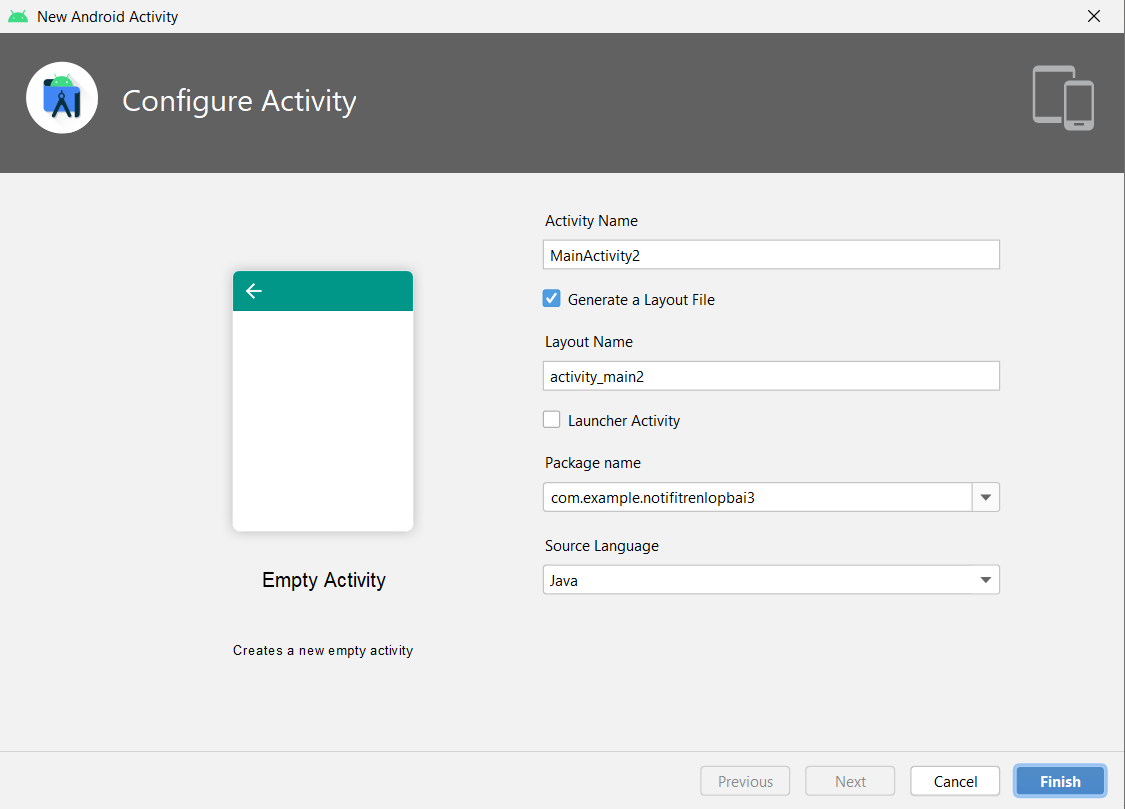 New Android Activity
Configure Activity
Activity Name
MainActivity2
Generate a Layout File
Layout Name
activity_main2
Launcher Activity
Package name
com.example.notifitrenlopbai3
Source Language
Java
Empty Activity
Creates a new empty activity
Previous
Next
Cancel
Finish